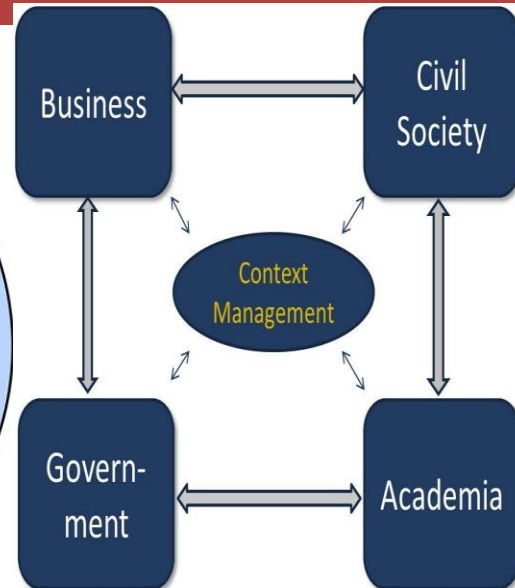 Business
Civil
Society
Context
Management
Govern-
ment
Academia